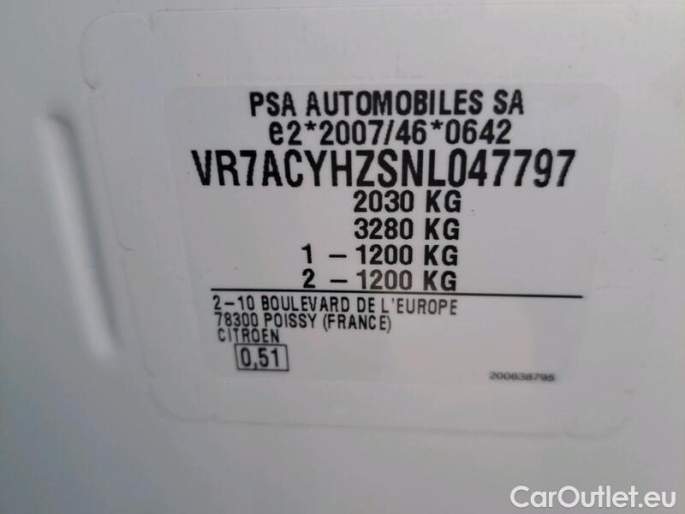 PSA AUTOMOBILES SA
e2*2007/46*0642
VR7ACYHZSNL047797
2030 KG
3280 KG
1 – 1200 KG
2 – 1200 KG
2–10 BOULEVARD DE L'EUROPE
78300 POISSY (FRANCE)
CITROEN
0,51
200638795
CarOutlet.eu